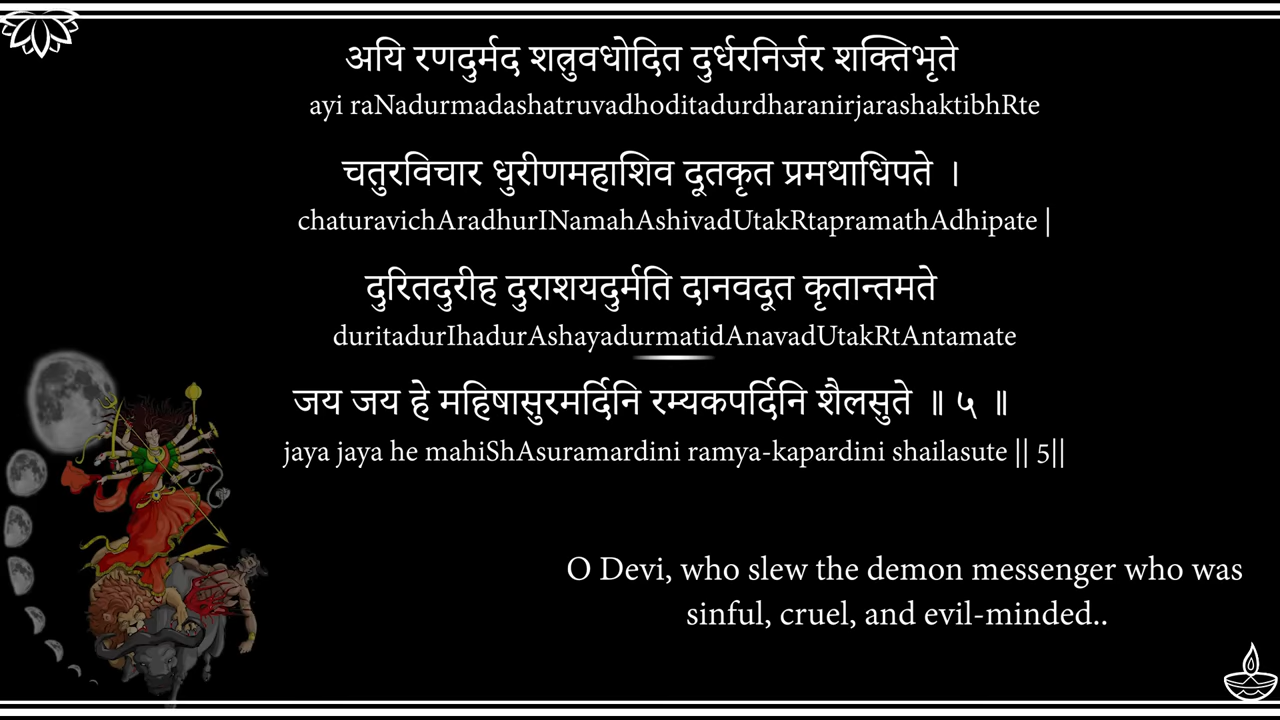 अयि रणदुर्मद शत्रुवधोदित दुर्धरनिर्जर शक्तिभृते
ayi raNadurmadashatruvadhoditadurdharanirjarashaktibhRte
चतुरविचार धुरीणमहाशिव दूतकृत प्रमथाधिपते ।
chaturavichAradhurINamahAshivadUtakRtapramathAdhipate |
दुरितदुरीह दुराशयदुर्मति दानवदूत कृतान्तमते
duritadurIhadurAshayadurmatidAnavadUtakRtAntamate
जय जय हे महिषासुरमर्दिनि रम्यकपर्दिनि शैलसुते ॥ ५ ॥
jaya jaya he mahiShAsuramardini ramya-kapardini shailasute || 5||
O Devi, who slew the demon messenger who was
sinful, cruel, and evil-minded..